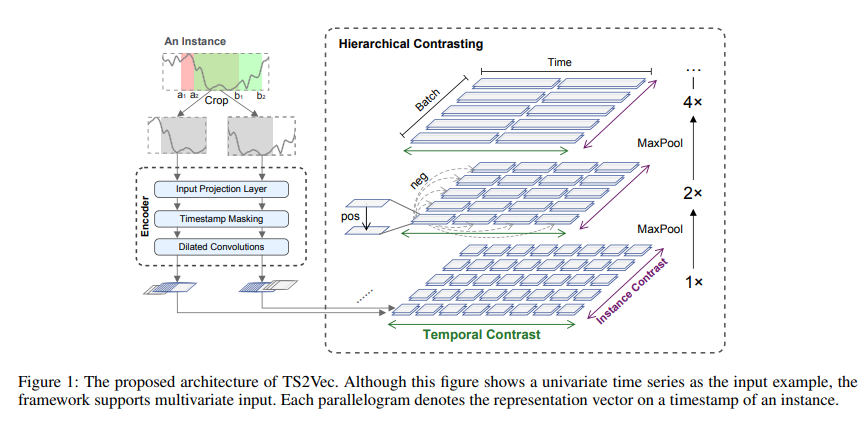 An Instance
a₁ a₂ b₁ b₂
Crop
Encoder
Input Projection Layer
Timestamp Masking
Dilated Convolutions
Hierarchical Contrasting
Time
Batch
...
4×
MaxPool
neg
pos
2×
MaxPool
1×
Instance Contrast
.....
Temporal Contrast
Figure 1: The proposed architecture of TS2Vec. Although this figure shows a univariate time series as the input example, the
framework supports multivariate input. Each parallelogram denotes the representation vector on a timestamp of an instance.